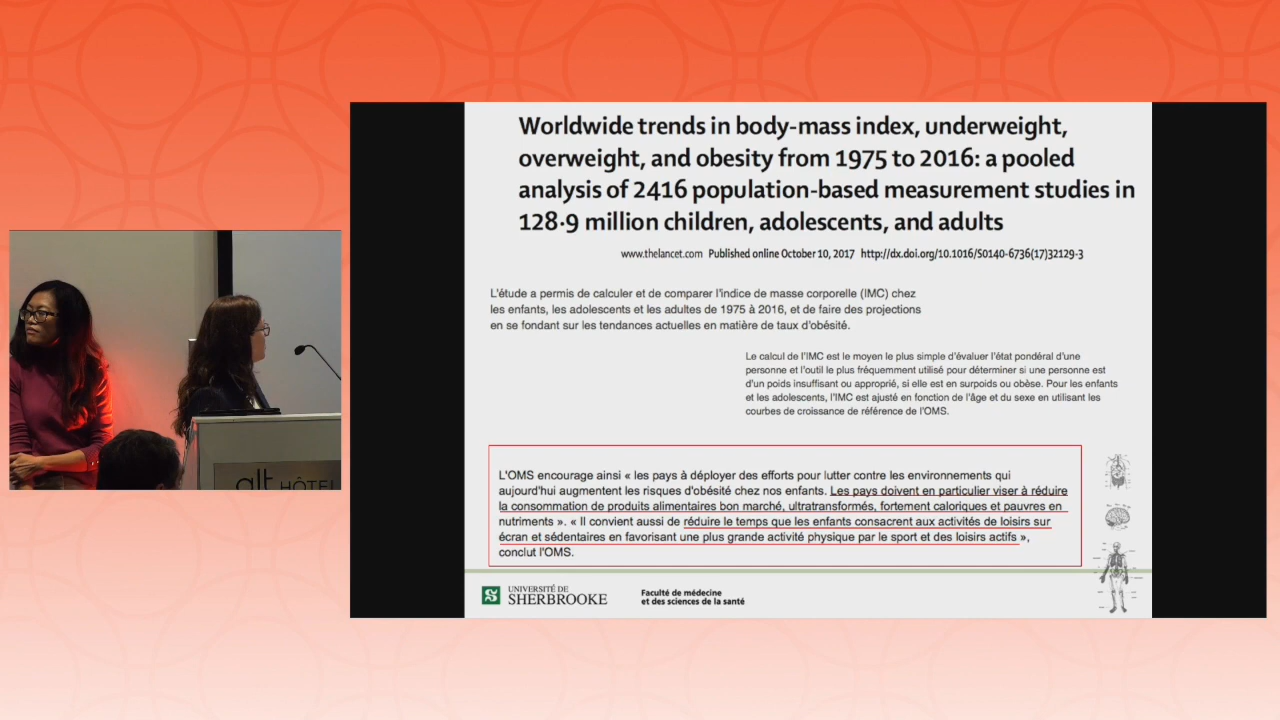 Worldwide trends in body-mass index, underweight,
overweight, and obesity from 1975 to 2016: a pooled
analysis of 2416 population-based measurement studies in
128·9 million children, adolescents, and adults
www.thelancet.com Published online October 10, 2017 http://dx.doi.org/10.1016/S0140-6736(17)32129-3
L'étude a permis de calculer et de comparer l'indice de masse corporelle (IMC) chez
les enfants, les adolescents et les adultes de 1975 à 2016, et de faire des projections
en se fondant sur les tendances actuelles en matière de taux d'obésité.
Le calcul de l'IMC est le moyen le plus simple d'évaluer l'état pondéral d'une
personne et l'outil le plus fréquemment utilisé pour déterminer si une personne est
d'un poids insuffisant ou approprié, si elle est en surpoids ou obèse. Pour les enfants
et les adolescents, l'IMC est ajusté en fonction de l'âge et du sexe en utilisant les
courbes de croissance de référence de l'OMS.
L'OMS encourage ainsi « les pays à déployer des efforts pour lutter contre les environnements qui
aujourd'hui augmentent les risques d'obésité chez nos enfants. Les pays doivent en particulier viser à réduire
la consommation de produits alimentaires bon marché, ultratransformés, fortement caloriques et pauvres en
nutriments ». « Il convient aussi de réduire le temps que les enfants consacrent aux activités de loisirs sur
écran et sédentaires en favorisant une plus grande activité physique par le sport et des loisirs actifs »,
conclut l'OMS.
UNIVERSITÉ DE
SHERBROOKE
Faculté de médecine
et des sciences de la santé
alt HÔTEL